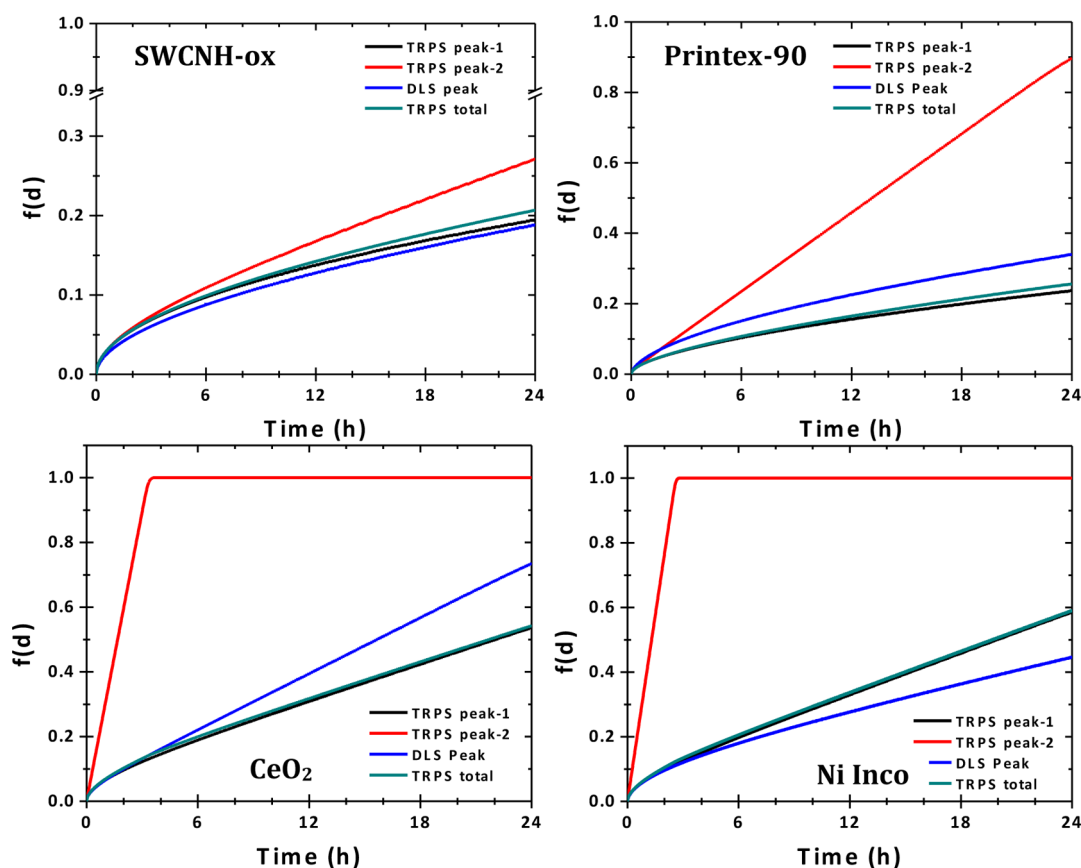 SWCNH-ox
TRPS peak-1
TRPS peak-2
DLS Peak
TRPS total
1.0
0.9
0.3
0.2
0.1
0.0
f(d)
0
6
12
18
24
Time (h)
Printex-90
TRPS peak-1
TRPS peak-2
DLS Peak
TRPS total
1.0
0.8
0.6
0.4
0.2
0.0
f(d)
0
6
12
18
24
Time (h)
1.0
0.8
0.6
0.4
0.2
0.0
f(d)
TRPS peak-1
TRPS peak-2
DLS Peak
TRPS total
CeO₂
0
6
12
18
24
Time (h)
1.0
0.8
0.6
0.4
0.2
0.0
f(d)
TRPS peak-1
TRPS peak-2
DLS Peak
TRPS total
Ni Inco
0
6
12
18
24
Time (h)